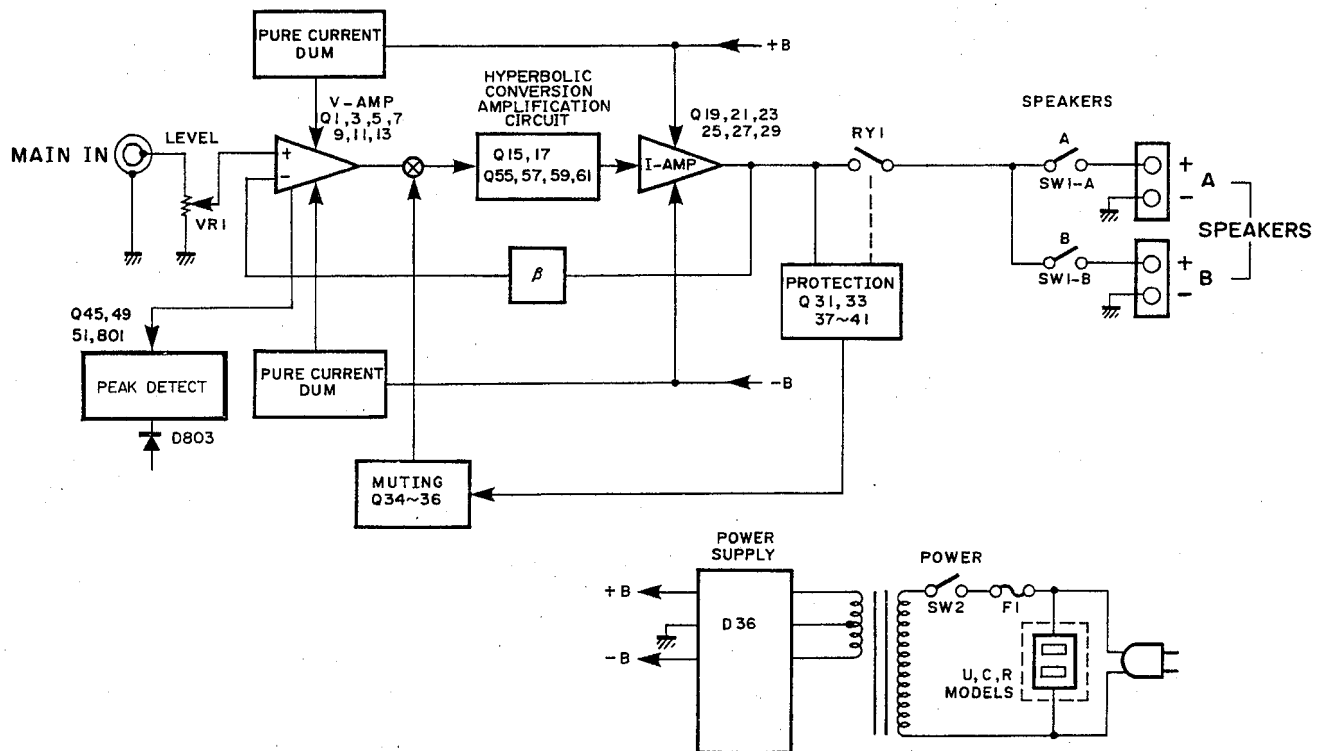 PURE CURRENT
DUM
+B
HYPERBOLIC
CONVERSION
AMPLIFICATION
CIRCUIT
V-AMP
Q1,3,5,7
9,11,13
Q19,21,23
25,27,29
SPEAKERS
LEVEL
MAIN IN
RY1
A
+
-
Q15,17
Q55,57,59,61
I-AMP
SW1-A
+
A
-
VR1
SPEAKERS
B
SW1-B
+
B
-
β
PROTECTION
Q31,33
37~41
Q45,49
51,801
PEAK DETECT
PURE CURRENT
DUM
-B
D803
MUTING
Q34~36
POWER
SUPPLY
POWER
+B
SW2
F1
D36
-B
U,C,R
MODELS